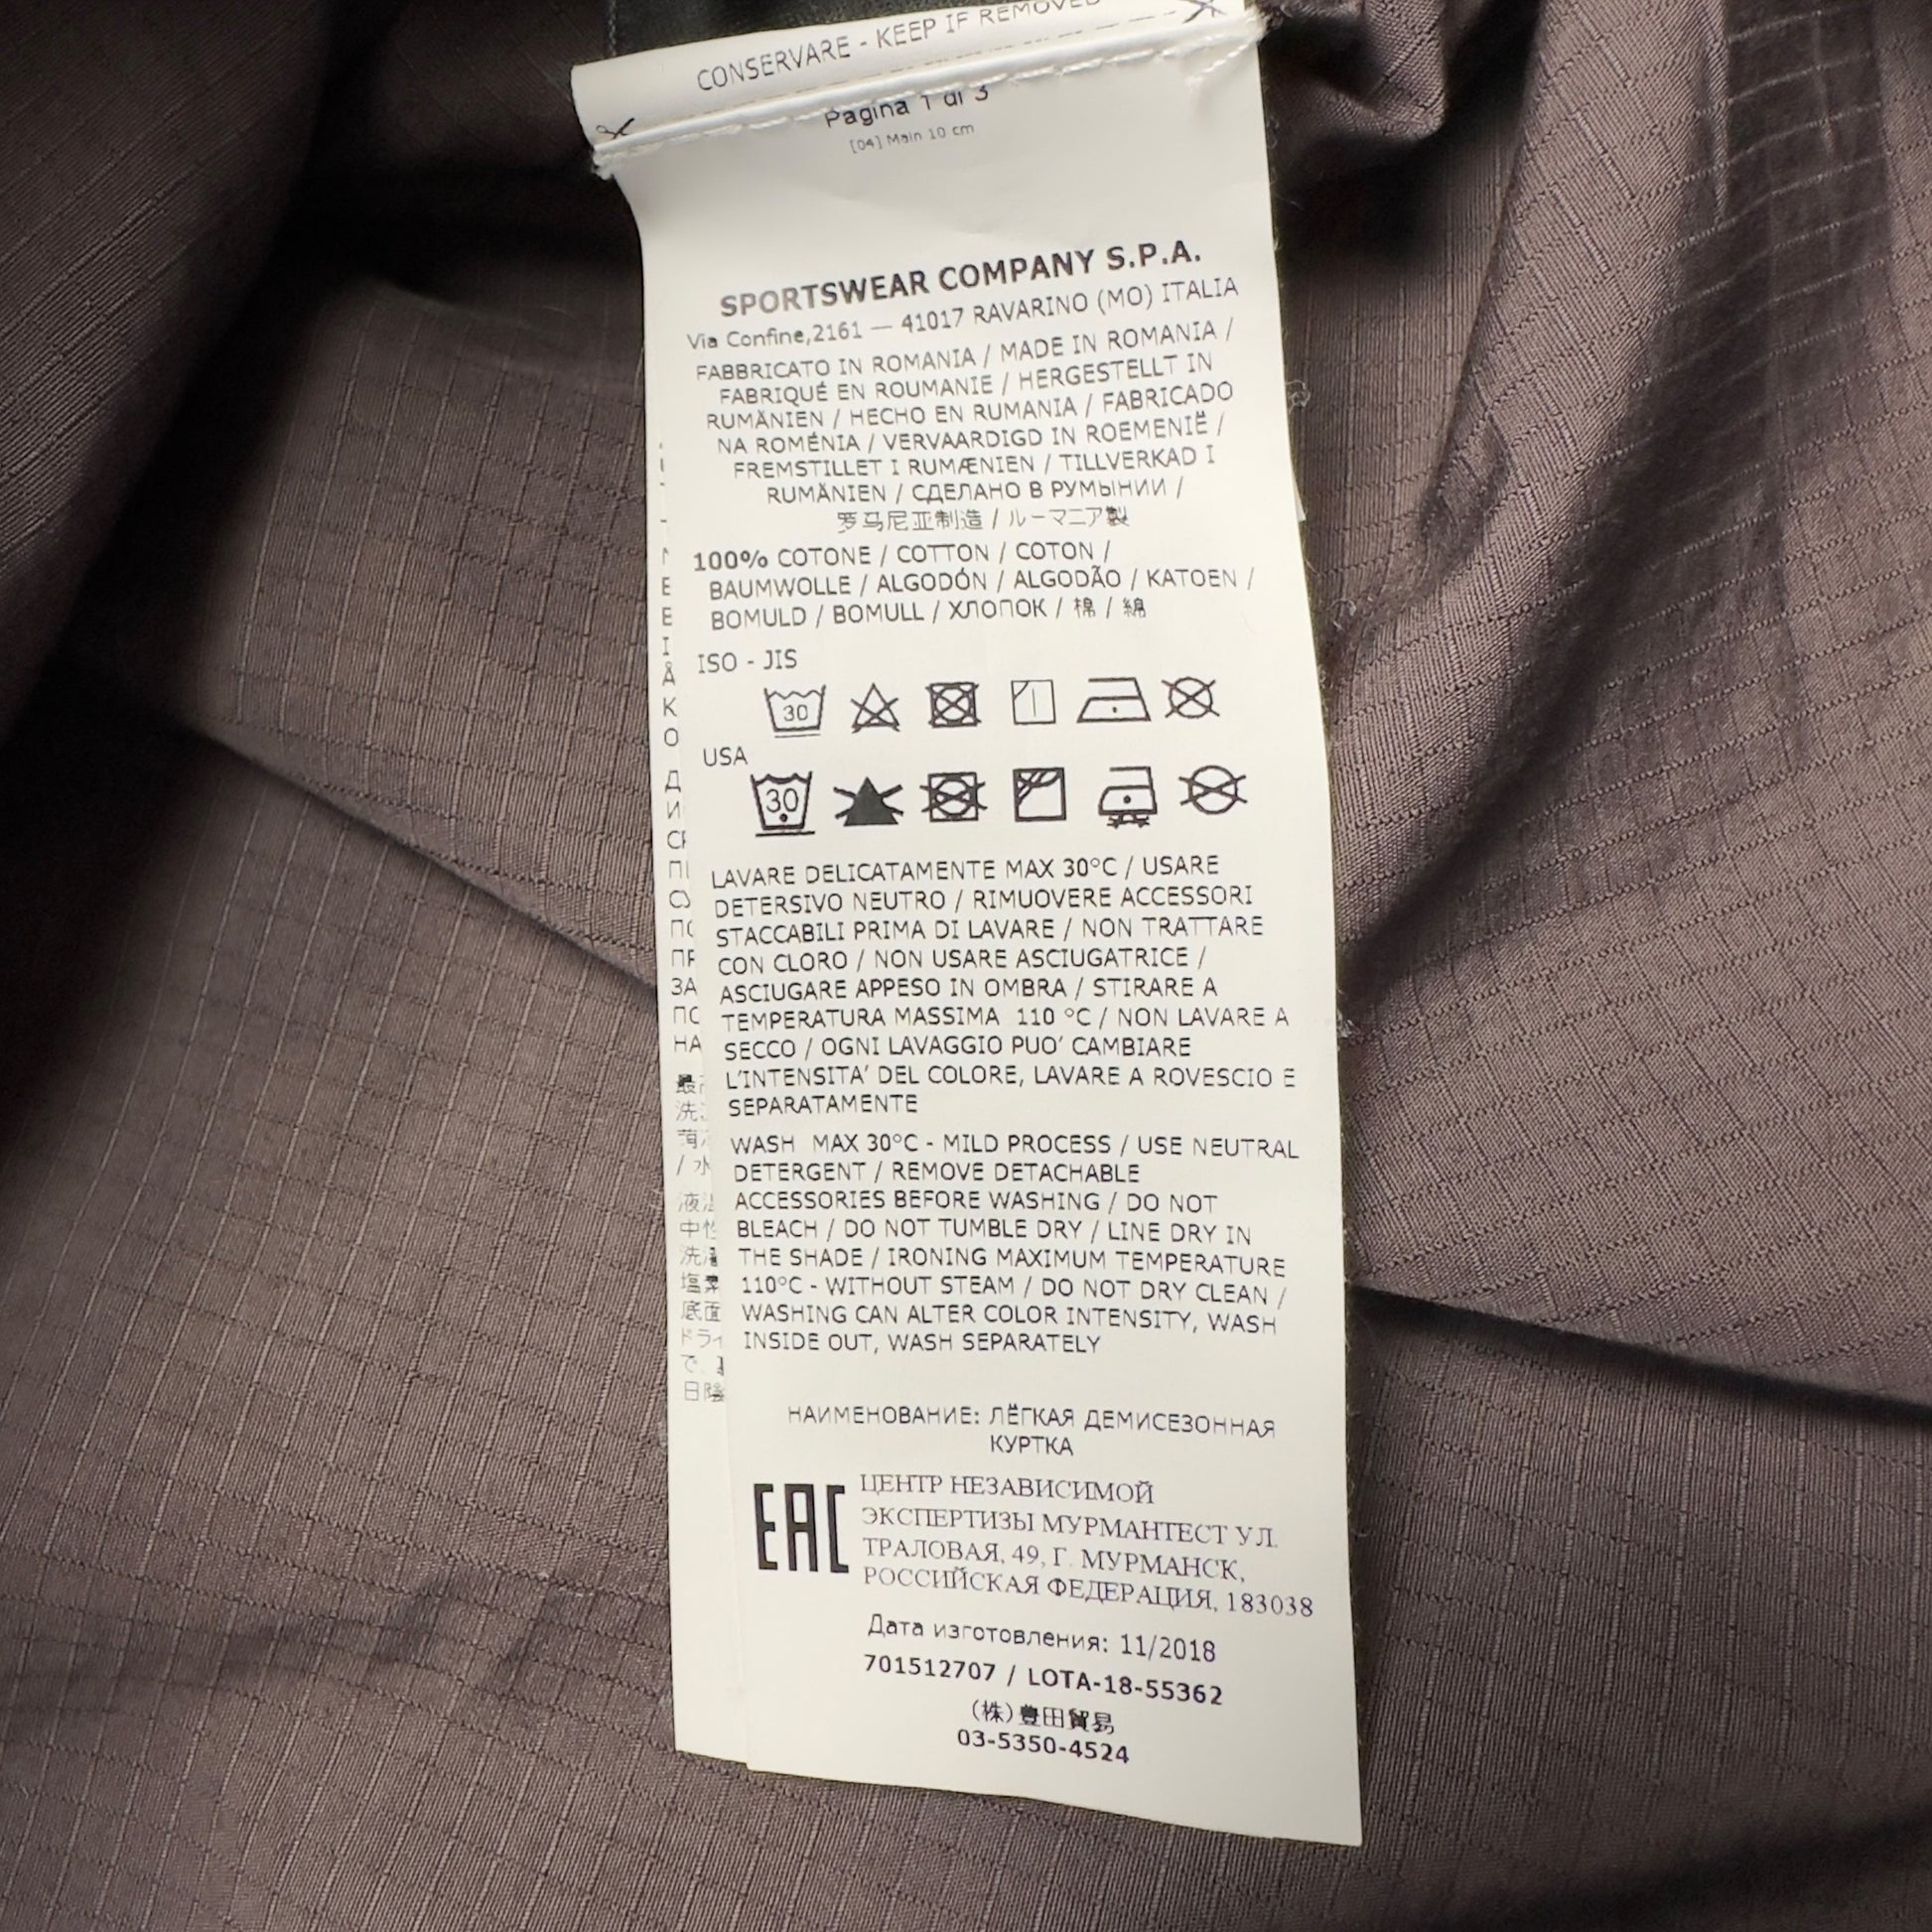 CONSERVARE - KEEP IF REMOVED
Pagina 1 di 3
[04] Main 10 cm
SPORTSWEAR COMPANY S.P.A.
Via Confine,2161 — 41017 RAVARINO (MO) ITALIA
FABBRICATO IN ROMANIA / MADE IN ROMANIA /
FABRIQUÉ EN ROUMANIE / HERGESTELLT IN
RUMÄNIEN / HECHO EN RUMANIA / FABRICADO
NA ROMÉNIA / VERVAARDIGD IN ROEMENIË /
FREMSTILLET I RUMÆNIEN / TILLVERKAD I
RUMÄNIEN / СДЕЛАНО В РУМЫНИИ /
罗马尼亚制造 / ルーマニア製
100% COTONE / COTTON / COTON /
BAUMWOLLE / ALGODÓN / ALGODÃO / KATOEN /
BOMULD / BOMULL / ХЛОПОК / 棉 / 綿
ISO - JIS
30
USA
30
LAVARE DELICATAMENTE MAX 30°C / USARE
DETERSIVO NEUTRO / RIMUOVERE ACCESSORI
STACCABILI PRIMA DI LAVARE / NON TRATTARE
CON CLORO / NON USARE ASCIUGATRICE /
ASCIUGARE APPESO IN OMBRA / STIRARE A
TEMPERATURA MASSIMA 110 °C / NON LAVARE A
SECCO / OGNI LAVAGGIO PUO' CAMBIARE
L'INTENSITA' DEL COLORE, LAVARE A ROVESCIO E
SEPARATAMENTE
WASH MAX 30°C - MILD PROCESS / USE NEUTRAL
DETERGENT / REMOVE DETACHABLE
ACCESSORIES BEFORE WASHING / DO NOT
BLEACH / DO NOT TUMBLE DRY / LINE DRY IN
THE SHADE / IRONING MAXIMUM TEMPERATURE
110°C - WITHOUT STEAM / DO NOT DRY CLEAN /
WASHING CAN ALTER COLOR INTENSITY, WASH
INSIDE OUT, WASH SEPARATELY
НАИМЕНОВАНИЕ: ЛЁГКАЯ ДЕМИСЕЗОННАЯ
КУРТКА
EAC
ЦЕНТР НЕЗАВИСИМОЙ
ЭКСПЕРТИЗЫ МУРМАНТЕСТ УЛ.
ТРАЛОВАЯ, 49, Г. МУРМАНСК,
РОССИЙСКАЯ ФЕДЕРАЦИЯ, 183038
Дата изготовления: 11/2018
701512707 / LOTA-18-55362
(株)豊田貿易
03-5350-4524